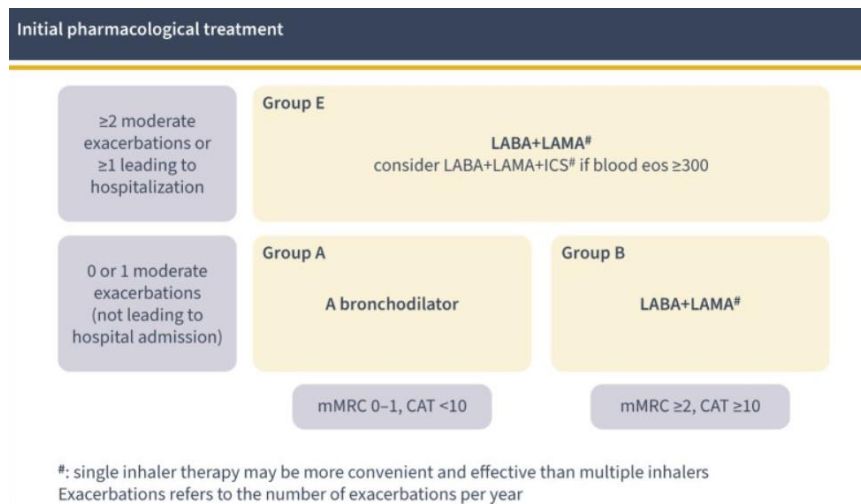 Initial pharmacological treatment
≥2 moderate
exacerbations or
≥1 leading to
hospitalization
Group E
LABA+LAMA#
consider LABA+LAMA+ICS# if blood eos ≥300
0 or 1 moderate
exacerbations
(not leading to
hospital admission)
Group A
A bronchodilator
Group B
LABA+LAMA#
mMRC 0–1, CAT <10
mMRC ≥2, CAT ≥10
#: single inhaler therapy may be more convenient and effective than multiple inhalers
Exacerbations refers to the number of exacerbations per year